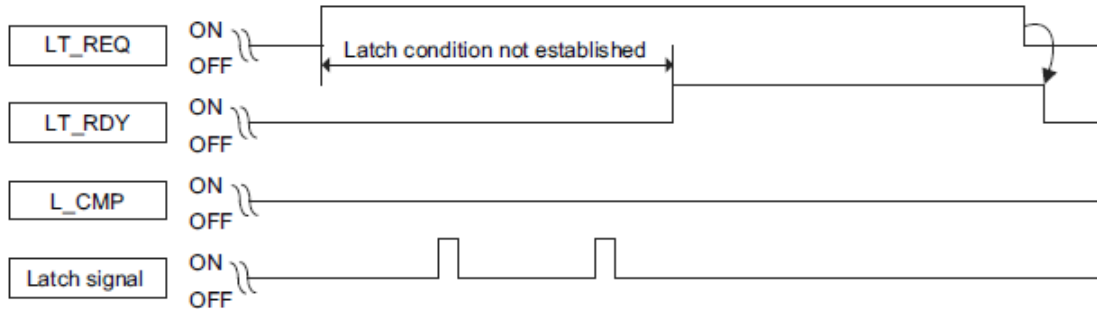 LT_REQ
ON
OFF
Latch condition not established
LT_RDY
ON
OFF
L_CMP
ON
OFF
Latch signal
ON
OFF